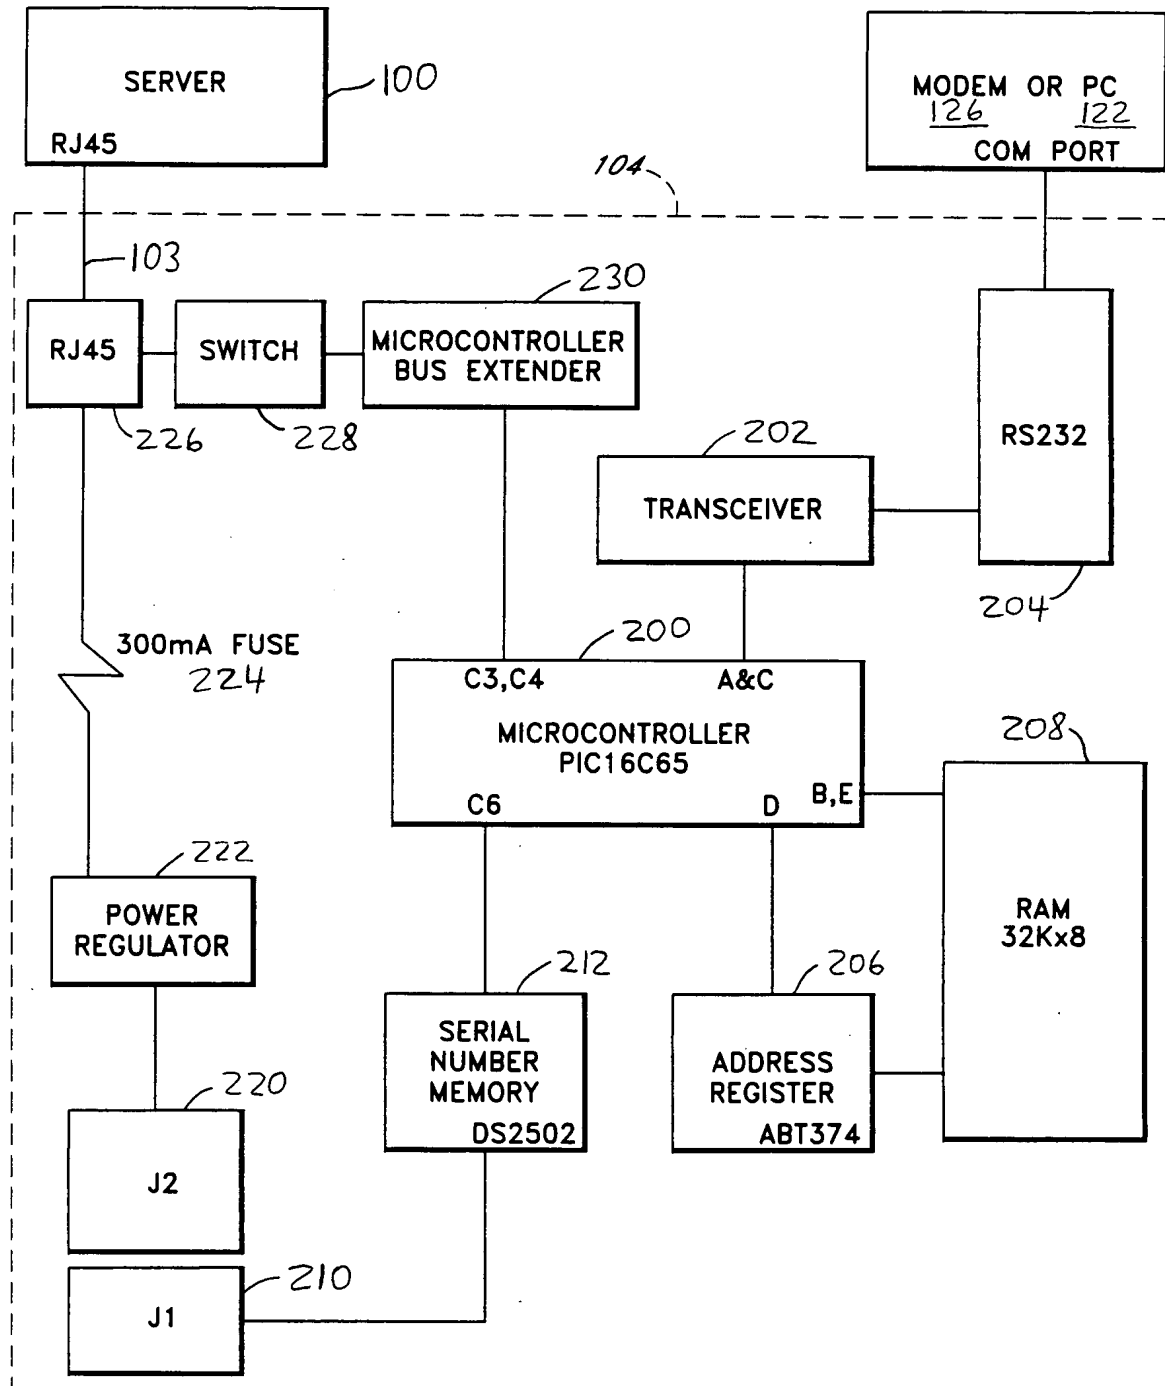 SERVER
RJ45
100
MODEM OR PC
126 122
COM PORT
104
103
RJ45
226
SWITCH
228
230
MICROCONTROLLER
BUS EXTENDER
202
TRANSCEIVER
RS232
204
300mA FUSE
224
200
C3,C4 A&C
MICROCONTROLLER
PIC16C65
C6 D B,E
208
RAM
32Kx8
222
POWER
REGULATOR
212
SERIAL
NUMBER
MEMORY
DS2502
206
ADDRESS
REGISTER
ABT374
220
J2
210
J1